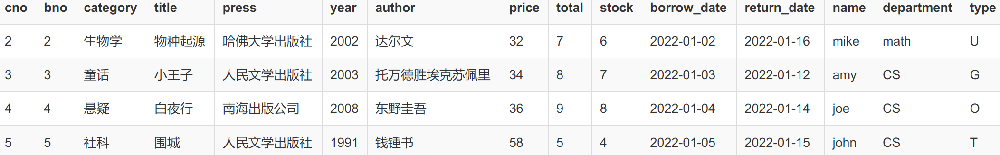 cno bno category title press year author price total stock borrow_date return_date name department type
2 2 生物学 物种起源 哈佛大学出版社 2002 达尔文 32 7 6 2022-01-02 2022-01-16 mike math U
3 3 童话 小王子 人民文学出版社 2003 托万德胜埃克苏佩里 34 8 7 2022-01-03 2022-01-12 amy CS G
4 4 悬疑 白夜行 南海出版公司 2008 东野圭吾 36 9 8 2022-01-04 2022-01-14 joe CS O
5 5 社科 围城 人民文学出版社 1991 钱锺书 58 5 4 2022-01-05 2022-01-15 john CS T